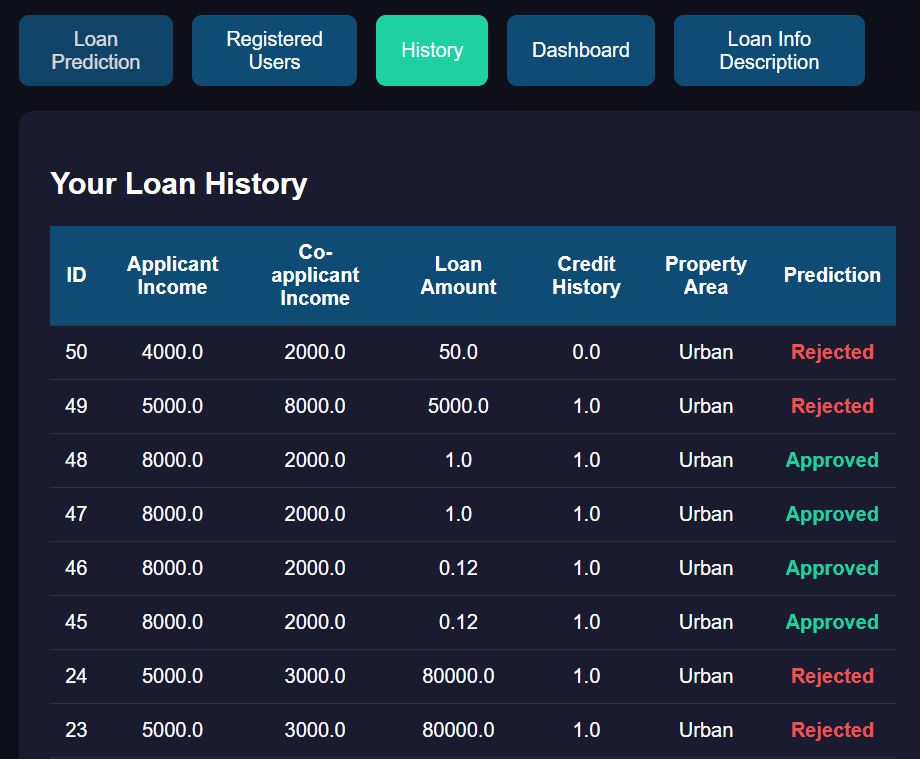 Loan
Prediction
Registered
Users
History
Dashboard
Loan Info
Description
Your Loan History
ID
Applicant
Income
Co-
applicant
Income
Loan
Amount
Credit
History
Property
Area
Prediction
50 4000.0 2000.0 50.0 0.0 Urban Rejected
49 5000.0 8000.0 5000.0 1.0 Urban Rejected
48 8000.0 2000.0 1.0 1.0 Urban Approved
47 8000.0 2000.0 1.0 1.0 Urban Approved
46 8000.0 2000.0 0.12 1.0 Urban Approved
45 8000.0 2000.0 0.12 1.0 Urban Approved
24 5000.0 3000.0 80000.0 1.0 Urban Rejected
23 5000.0 3000.0 80000.0 1.0 Urban Rejected